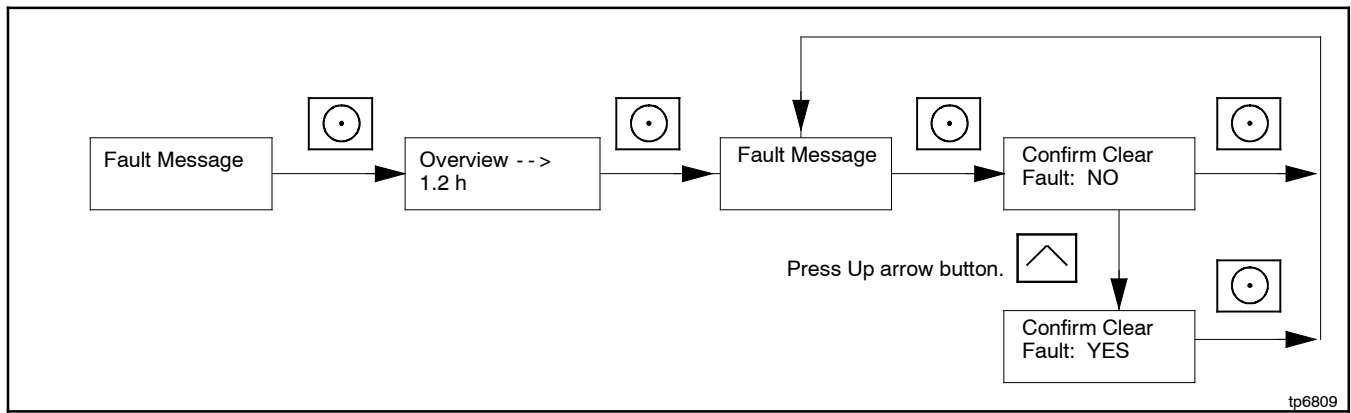 Fault Message
Overview - - >
1.2 h
Fault Message
Confirm Clear
Fault: NO
Press Up arrow button.
Confirm Clear
Fault: YES
tp6809